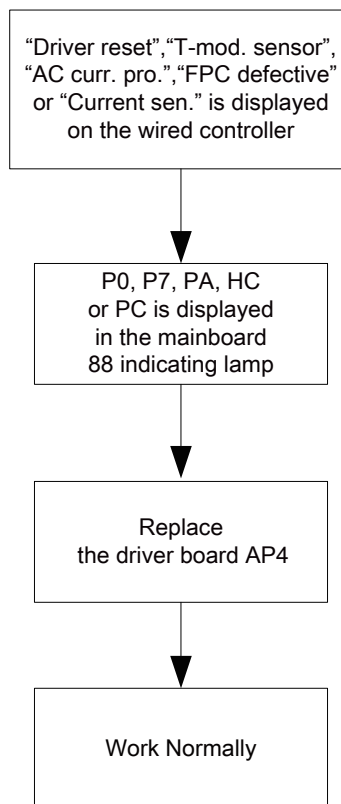 “Driver reset”,“T-mod. sensor”,
“AC curr. pro.”,“FPC defective”
or “Current sen.” is displayed
on the wired controller
P0, P7, PA, HC
or PC is displayed
in the mainboard
88 indicating lamp
Replace
the driver board AP4
Work Normally